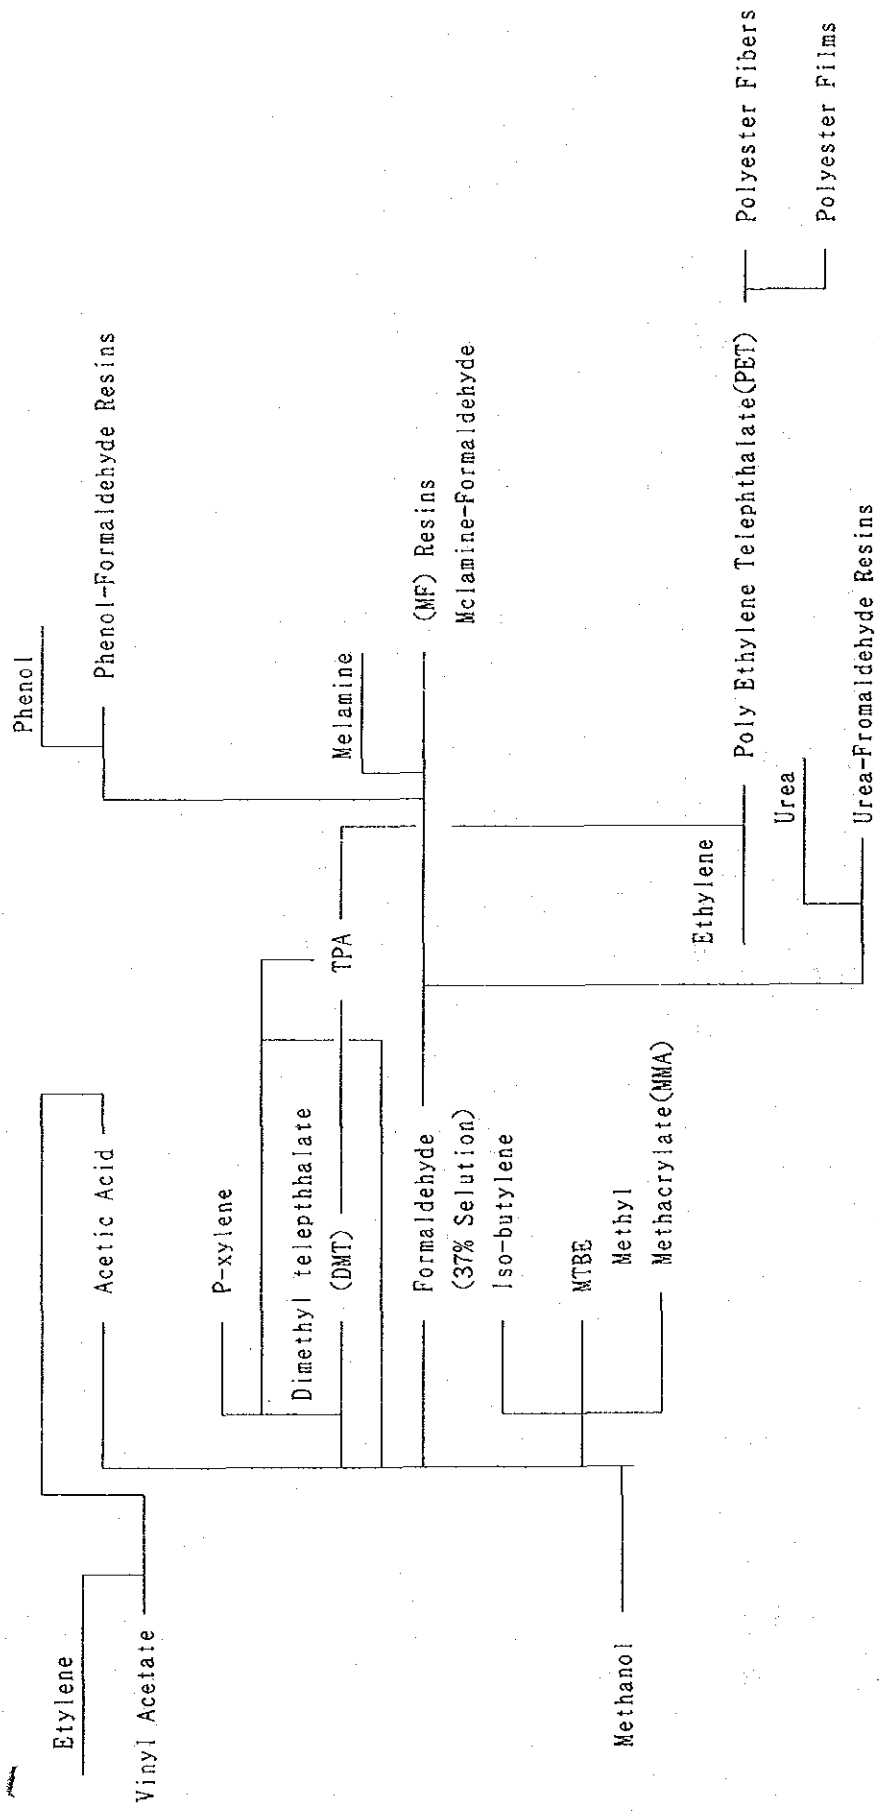 Etylene
Vinyl Acetate
Methanol
Acetic Acid
P-xylene
Dimethyl telepthhalate
(DMT)
Formaldehyde
(37% Selution)
Iso-butylene
MTBE
Methyl
Methacrylate(MMA)
TPA
Phenol
Phenol-Formaldehyde Resins
Melamine
(MF) Resins
Mclamine-Formaldehyde
Ethylene
Poly Ethylene Telephthalate(PET)
Urea
Urea-Fromaldehyde Resins
Polyester Fibers
Polyester Films